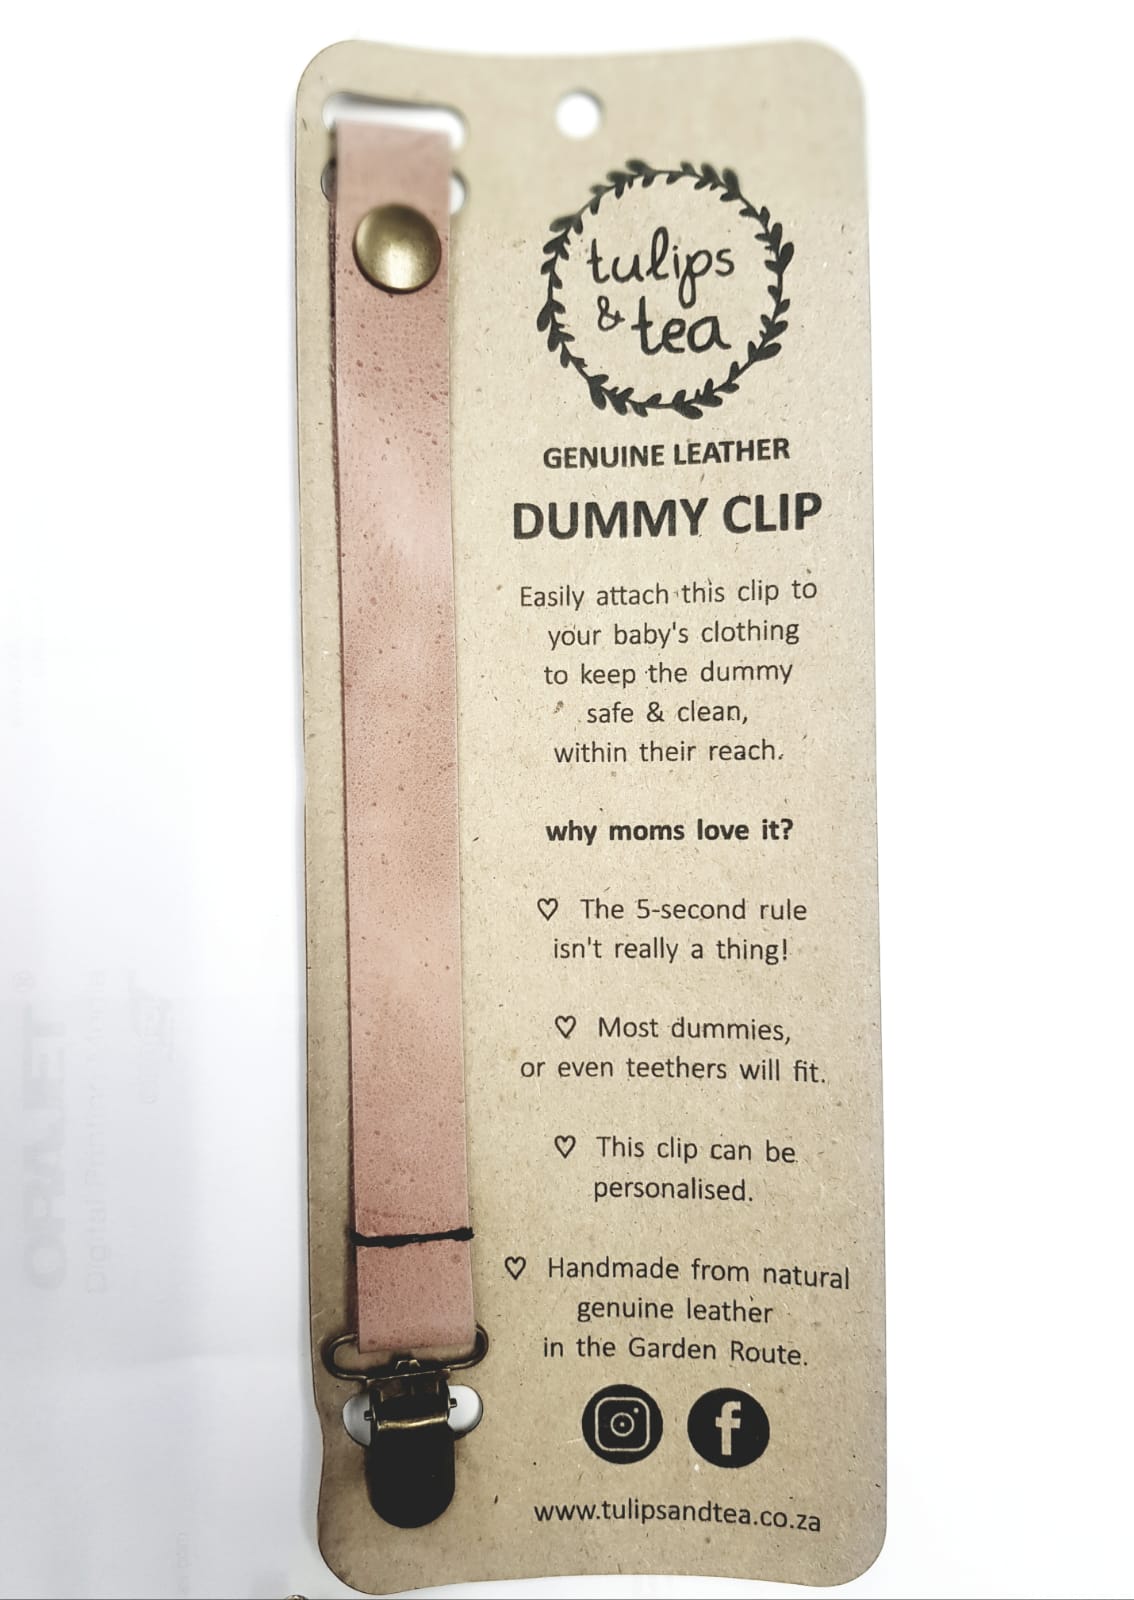 tulips
& tea
GENUINE LEATHER
DUMMY CLIP
Easily attach this clip to
your baby's clothing
to keep the dummy
safe & clean,
within their reach.
why moms love it?
♡ The 5-second rule
isn't really a thing!
♡ Most dummies,
or even teethers will fit.
♡ This clip can be
personalised.
♡ Handmade from natural
genuine leather
in the Garden Route.
www.tulipsandtea.co.za